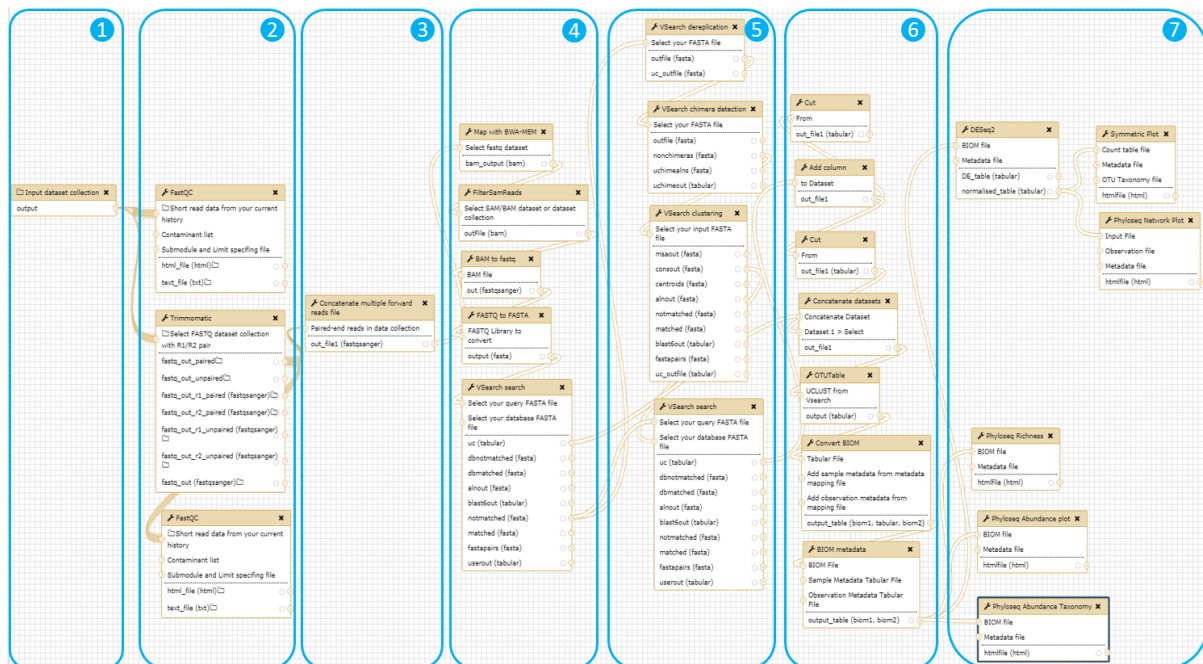 1
Input dataset collection
output
2
FastQC
Short read data from your current
history
Contaminant list
Submodule and Limit specifing file
html_file (html)
text_file (txt)
Trimmomatic
Select FASTQ dataset collection
with R1/R2 pair
fastq_out_paired
fastq_out_unpaired
fastq_out_r1_paired (fastqsanger)
fastq_out_r2_paired (fastqsanger)
fastq_out_r1_unpaired (fastqsanger)
fastq_out_r2_unpaired (fastqsanger)
fastq_out (fastqsanger)
FastQC
Short read data from your current
history
Contaminant list
Submodule and Limit specifing file
html_file (html)
text_file (txt)
3
Concatenate multiple forward
reads file
Paired-end reads in data collection
out_file1 (fastqsanger)
4
Map with BWA-MEM
Select fastq dataset
bam_output (bam)
FilterSamReads
Select SAM/BAM dataset or dataset
collection
outFile (bam)
BAM to fastq
BAM file
out (fastqsanger)
FASTQ to FASTA
FASTQ Library to
convert
output (fasta)
VSearch search
Select your query FASTA file
Select your database FASTA
file
uc (tabular)
dbnotmatched (fasta)
dbmatched (fasta)
alnout (fasta)
blast6out (tabular)
notmatched (fasta)
matched (fasta)
fastapairs (fasta)
userout (tabular)
5
VSearch dereplication
Select your FASTA file
outfile (fasta)
uc_outfile (fasta)
VSearch chimera detection
Select your FASTA file
outfile (fasta)
nonchimeras (fasta)
uchimealns (fasta)
uchimeout (tabular)
VSearch clustering
Select your input FASTA
file
msaout (fasta)
consout (fasta)
centroids (fasta)
alnout (fasta)
notmatched (fasta)
matched (fasta)
blast6out (tabular)
fastapairs (fasta)
uc_outfile (tabular)
VSearch search
Select your query FASTA file
Select your database FASTA
file
uc (tabular)
dbnotmatched (fasta)
dbmatched (fasta)
alnout (fasta)
blast6out (tabular)
notmatched (fasta)
matched (fasta)
fastapairs (fasta)
userout (tabular)
6
Cut
From
out_file1 (tabular)
Add column
to Dataset
out_file1
Cut
From
out_file1 (tabular)
Concatenate datasets
Concatenate Dataset
Dataset 1 > Select
out_file1
OTUTable
UCLUST from
Vsearch
output (tabular)
Convert BIOM
Tabular File
Add sample metadata from metadata
mapping file
Add observation metadata from
mapping file
output_table (biom1, tabular, biom2)
BIOM metadata
BIOM File
Sample Metadata Tabular File
Observation Metadata Tabular
File
output_table (biom1, biom2)
7
DESeq2
BIOM file
Metadata file
DE_table (tabular)
normalised_table (tabular)
Symmetric Plot
Count table file
Metadata file
OTU Taxonomy file
htmlfile (html)
Phyloseq Network Plot
Input File
Observation file
Metadata file
htmlfile (html)
Phyloseq Richness
BIOM file
Metadata file
htmlfile (html)
Phyloseq Abundance plot
BIOM file
Metadata file
htmlfile (html)
Phyloseq Abundance Taxonomy
BIOM file
Metadata file
htmlfile (html)